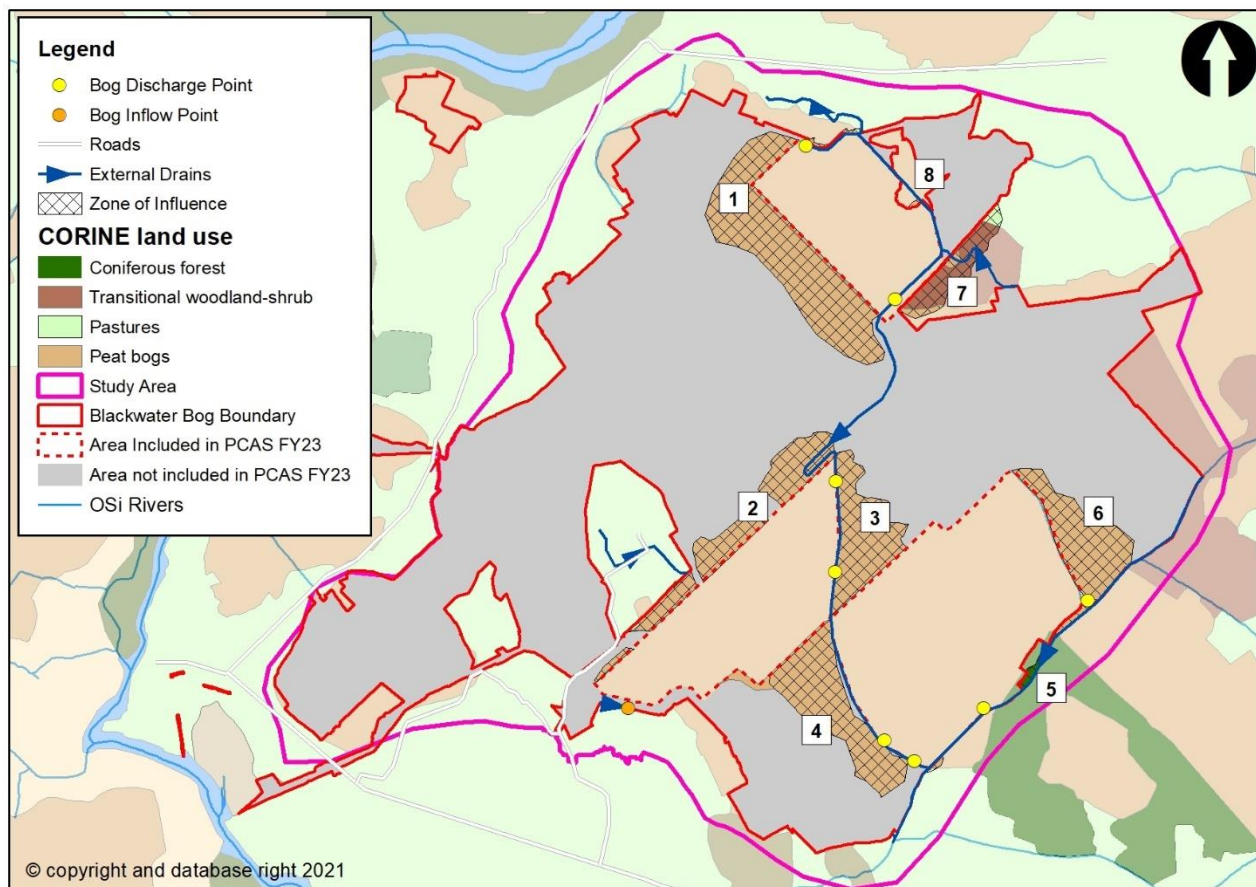 Legend
Bog Discharge Point
Bog Inflow Point
Roads
External Drains
Zone of Influence
CORINE land use
Coniferous forest
Transitional woodland-shrub
Pastures
Peat bogs
Study Area
Blackwater Bog Boundary
Area Included in PCAS FY23
Area not included in PCAS FY23
OSi Rivers
8
1
7
2
3
6
5
4
© copyright and database right 2021